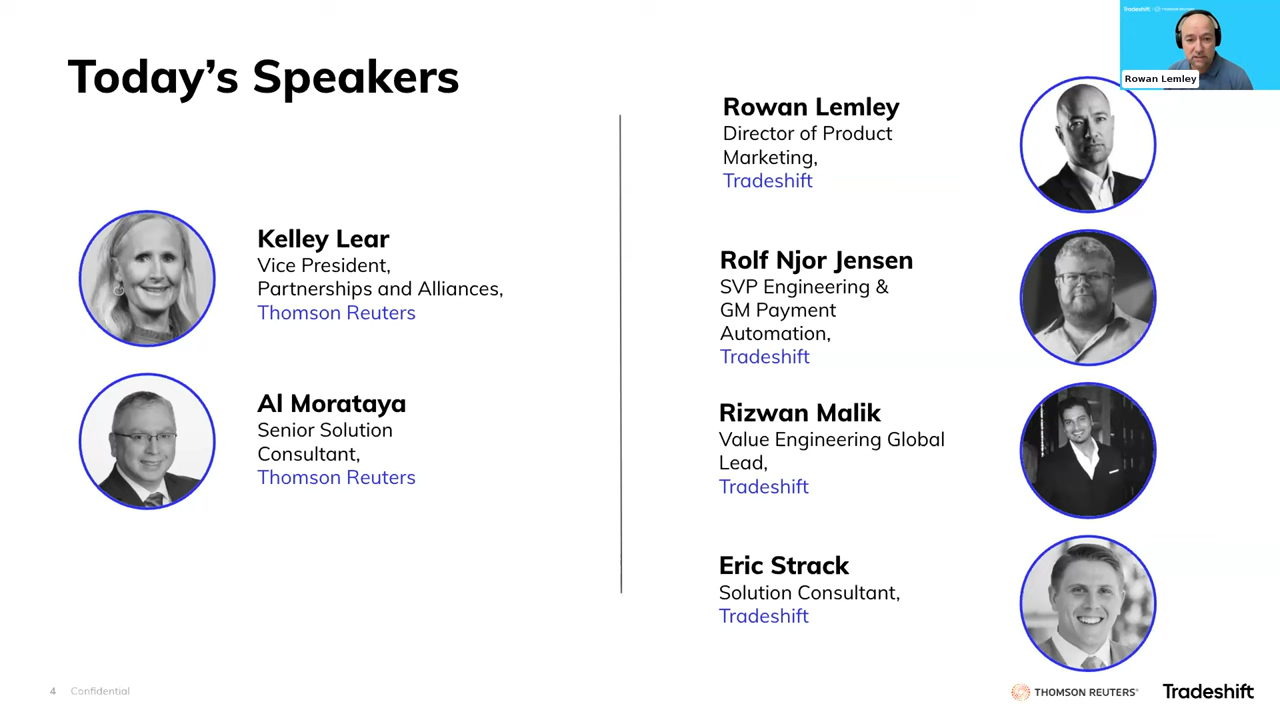 Today’s Speakers
Kelley Lear
Vice President,
Partnerships and Alliances,
Thomson Reuters
Al Morataya
Senior Solution
Consultant,
Thomson Reuters
Rowan Lemley
Director of Product
Marketing,
Tradeshift
Rolf Njor Jensen
SVP Engineering &
GM Payment
Automation,
Tradeshift
Rizwan Malik
Value Engineering Global
Lead,
Tradeshift
Eric Strack
Solution Consultant,
Tradeshift
Tradeshift
Rowan Lemley
4 Confidential
THOMSON REUTERS® Tradeshift